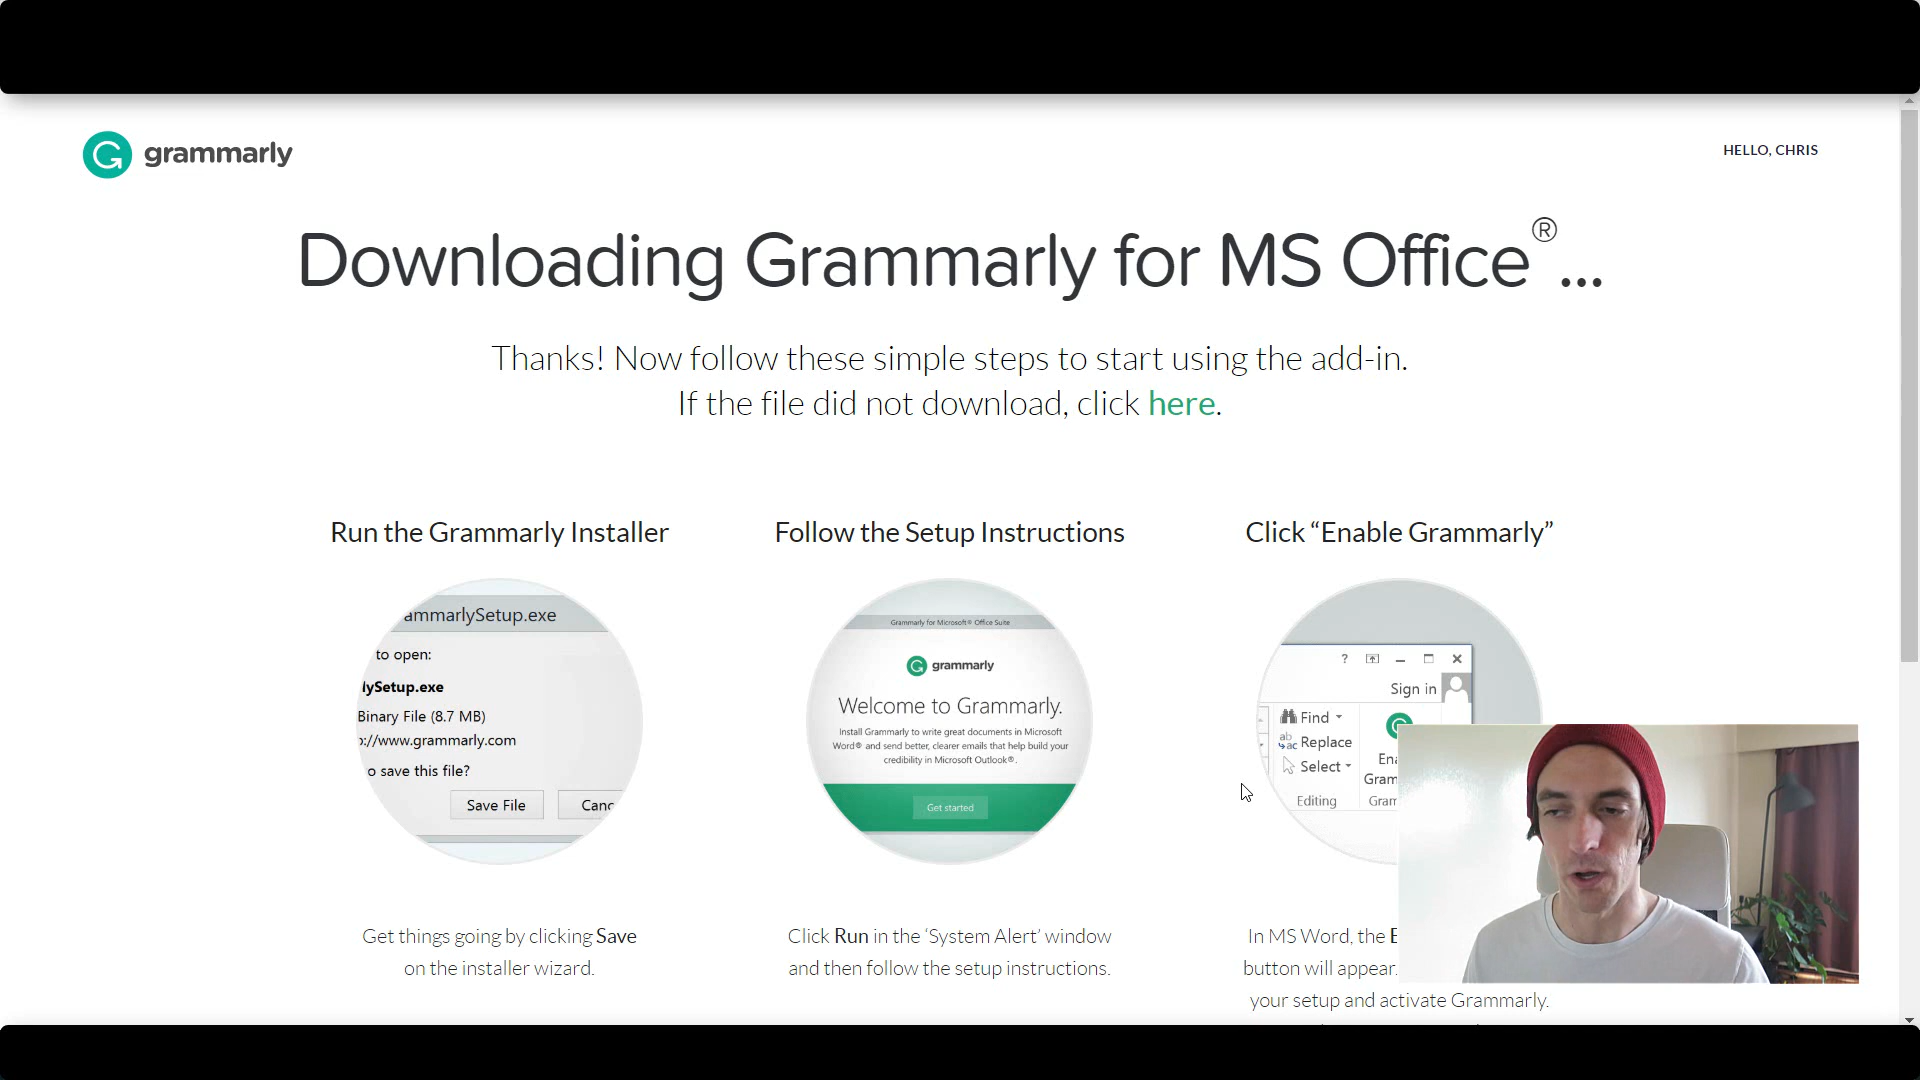 grammarly
HELLO, CHRIS
Downloading Grammarly for MS Office®...
Thanks! Now follow these simple steps to start using the add-in.
If the file did not download, click here.
Run the Grammarly Installer
ammarlySetup.exe
to open:
lySetup.exe
Binary File (8.7 MB)
://www.grammarly.com
o save this file?
Save File
Canc
Get things going by clicking Save
on the installer wizard.
Follow the Setup Instructions
Grammarly for Microsoft® Office Suite
grammarly
Welcome to Grammarly.
Install Grammarly to write great documents in Microsoft
Word® and send better, clearer emails that help build your
credibility in Microsoft Outlook®.
Get started
Click Run in the ‘System Alert’ window
and then follow the setup instructions.
Click “Enable Grammarly”
?
Sign in
Find
Replace
Select
Editing
Ena
Gram
Gram
In MS Word, the E
button will appear.
your setup and activate Grammarly.